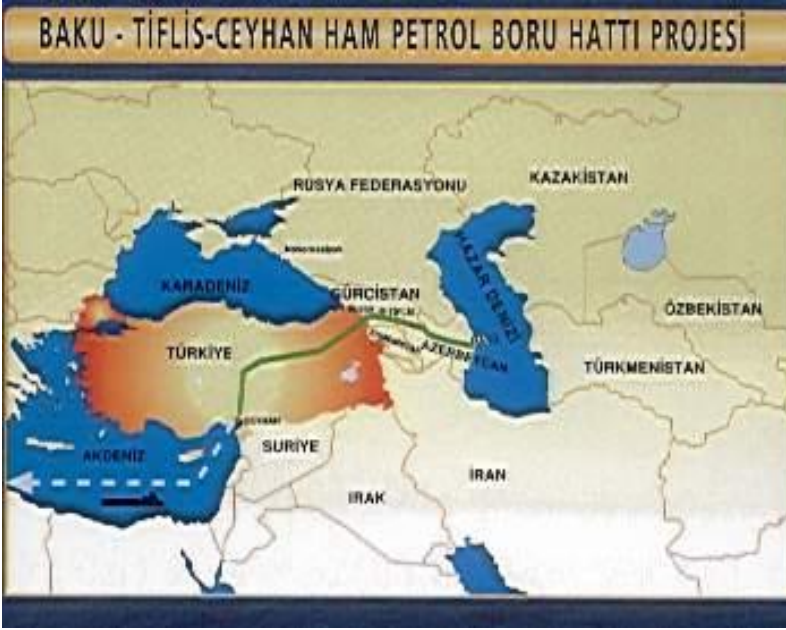 BAKU - TİFLİS-CEYHAN HAM PETROL BORU HATTI PROJESİ
RUSYA FEDERASYONU
KAZAKİSTAN
HAZAR DENİZİ
KARADENİZ
GÜRCİSTAN
ÖZBEKİSTAN
TÜRKİYE
AZERBEYCAN
TÜRKMENİSTAN
AKDENİZ
SURİYE
İRAN
IRAK